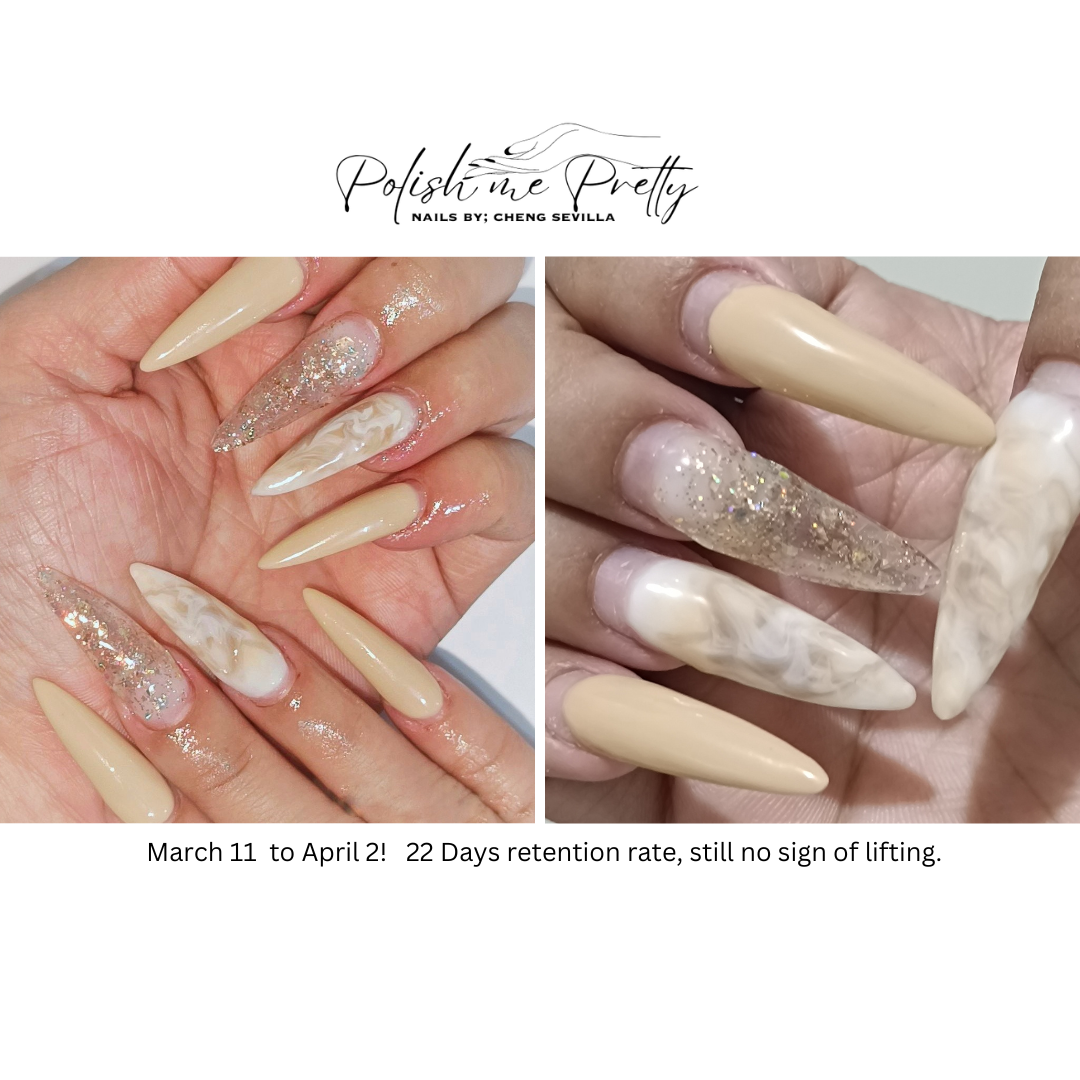 Polish me Pretty
NAILS BY; CHENG SEVILLA
March 11  to April 2!   22 Days retention rate, still no sign of lifting.